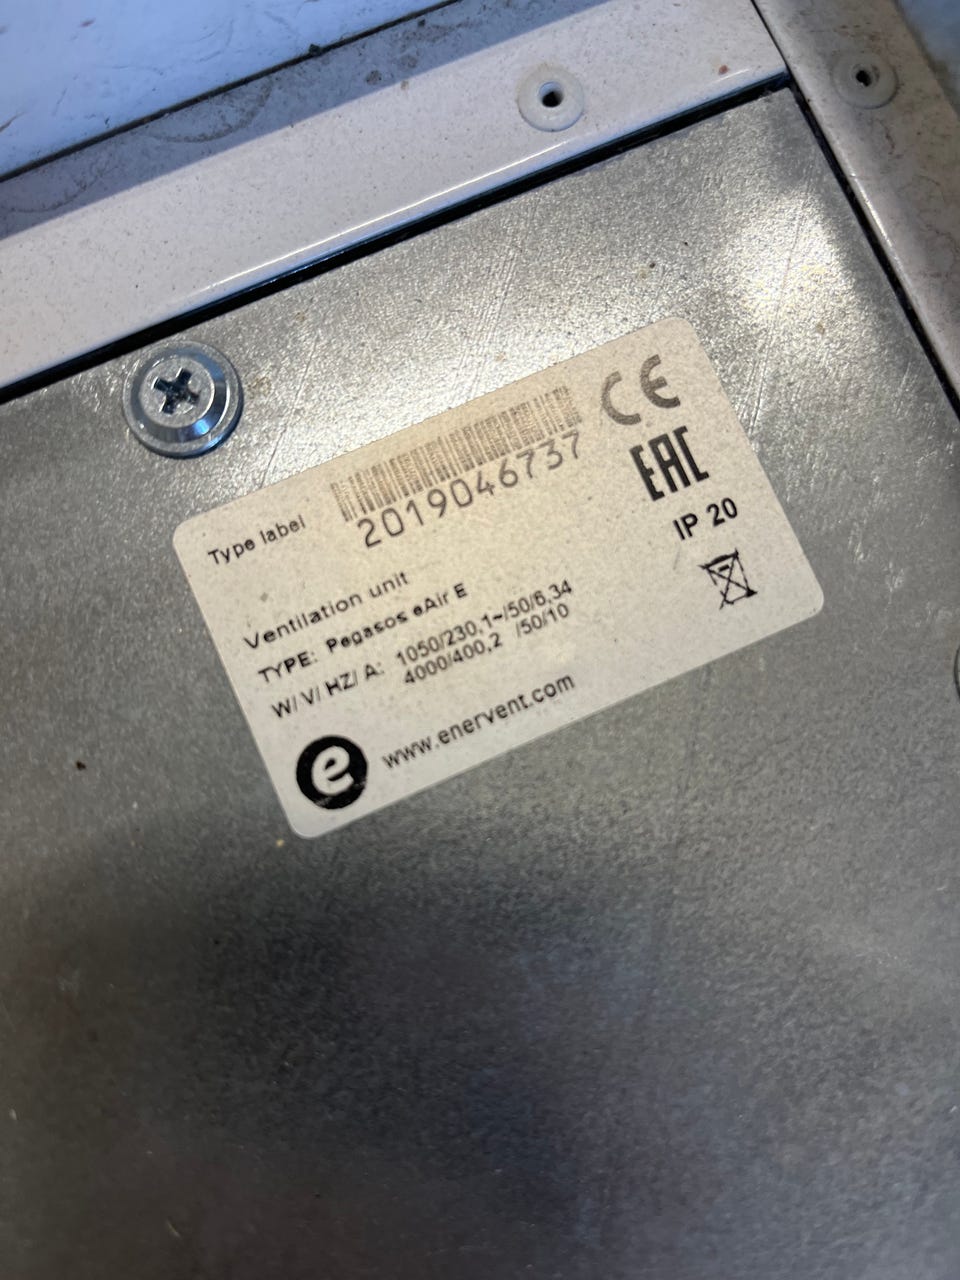 Type label
2019046737
CE
EAC
IP 20
Ventilation unit
TYPE: Pegasos eAir E
W/ V/ HZ/ A: 1050/230,1~/50/6,34
4000/400,2 /50/10
e www.enervent.com